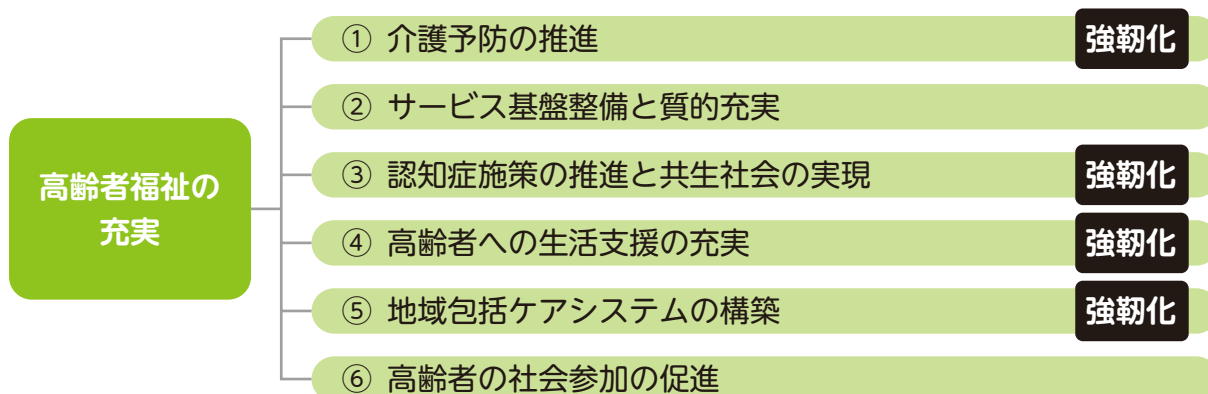 高齢者福祉の
充実
① 介護予防の推進 強靭化
② サービス基盤整備と質的充実
③ 認知症施策の推進と共生社会の実現 強靭化
④ 高齢者への生活支援の充実 強靭化
⑤ 地域包括ケアシステムの構築 強靭化
⑥ 高齢者の社会参加の促進